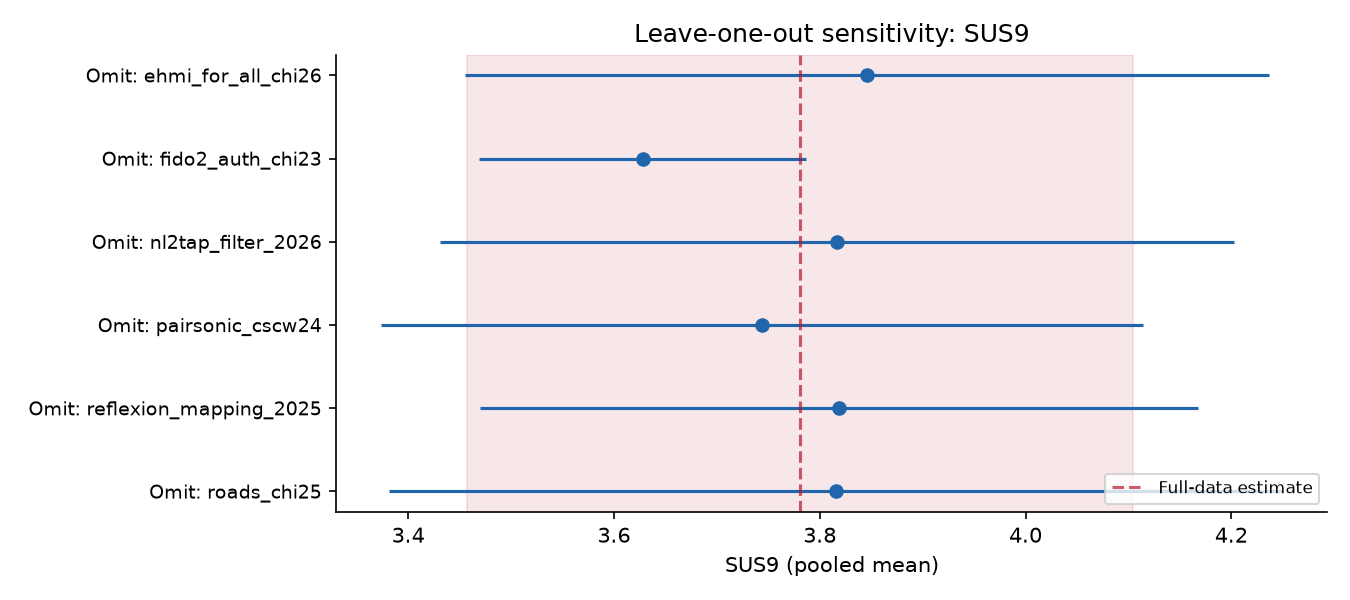 Leave-one-out sensitivity: SUS9
Omit: ehmi_for_all_chi26
Omit: fido2_auth_chi23
Omit: nl2tap_filter_2026
Omit: pairsonic_cscw24
Omit: reflexion_mapping_2025
Omit: roads_chi25
Full-data estimate
3.4 3.6 3.8 4.0 4.2
SUS9 (pooled mean)